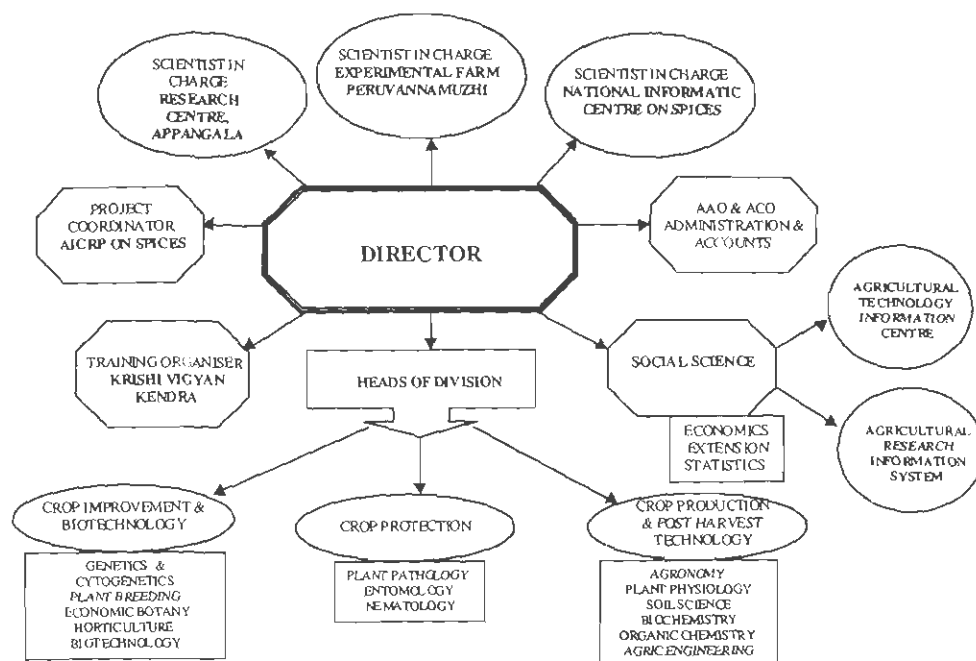 SCIENTIST IN
CHARGE
RESEARCH
CENTRE,
APPANGALA
SCIENTIST IN CHARGE
EXPERIMENTAL FARM
PERUVANNAMUZHI
SCIENTIST IN CHARGE
NATIONAL INFORMATIC
CENTRE ON SPICES
PROJECT
COORDINATOR
AICRP ON SPICES
DIRECTOR
AAO & ACO
ADMINISTRATION &
ACCOUNTS
TRAINING ORGANISER
KRISHI VIGYAN
KENDRA
HEADS OF DIVISION
SOCIAL SCIENCE
ECONOMICS
EXTENSION
STATISTICS
AGRICULTURAL
TECHNOLOGY
INFORMATION
CENTRE
AGRICULTURAL
RESEARCH
INFORMATION
SYSTEM
CROP IMPROVEMENT &
BIOTECHNOLOGY
GENETICS &
CYTOGENETICS
PLANT BREEDING
ECONOMIC BOTANY
HORTICULTURE
BIOTECHNOLOGY
CROP PROTECTION
PLANT PATHOLOGY
ENTOMOLOGY
NEMATOLOGY
CROP PRODUCTION
& POST HARVEST
TECHNOLOGY
AGRONOMY
PLANT PHYSIOLOGY
SOIL SCIENCE
BIOCHEMISTRY
ORGANIC CHEMISTRY
AGRIC ENGINEERING